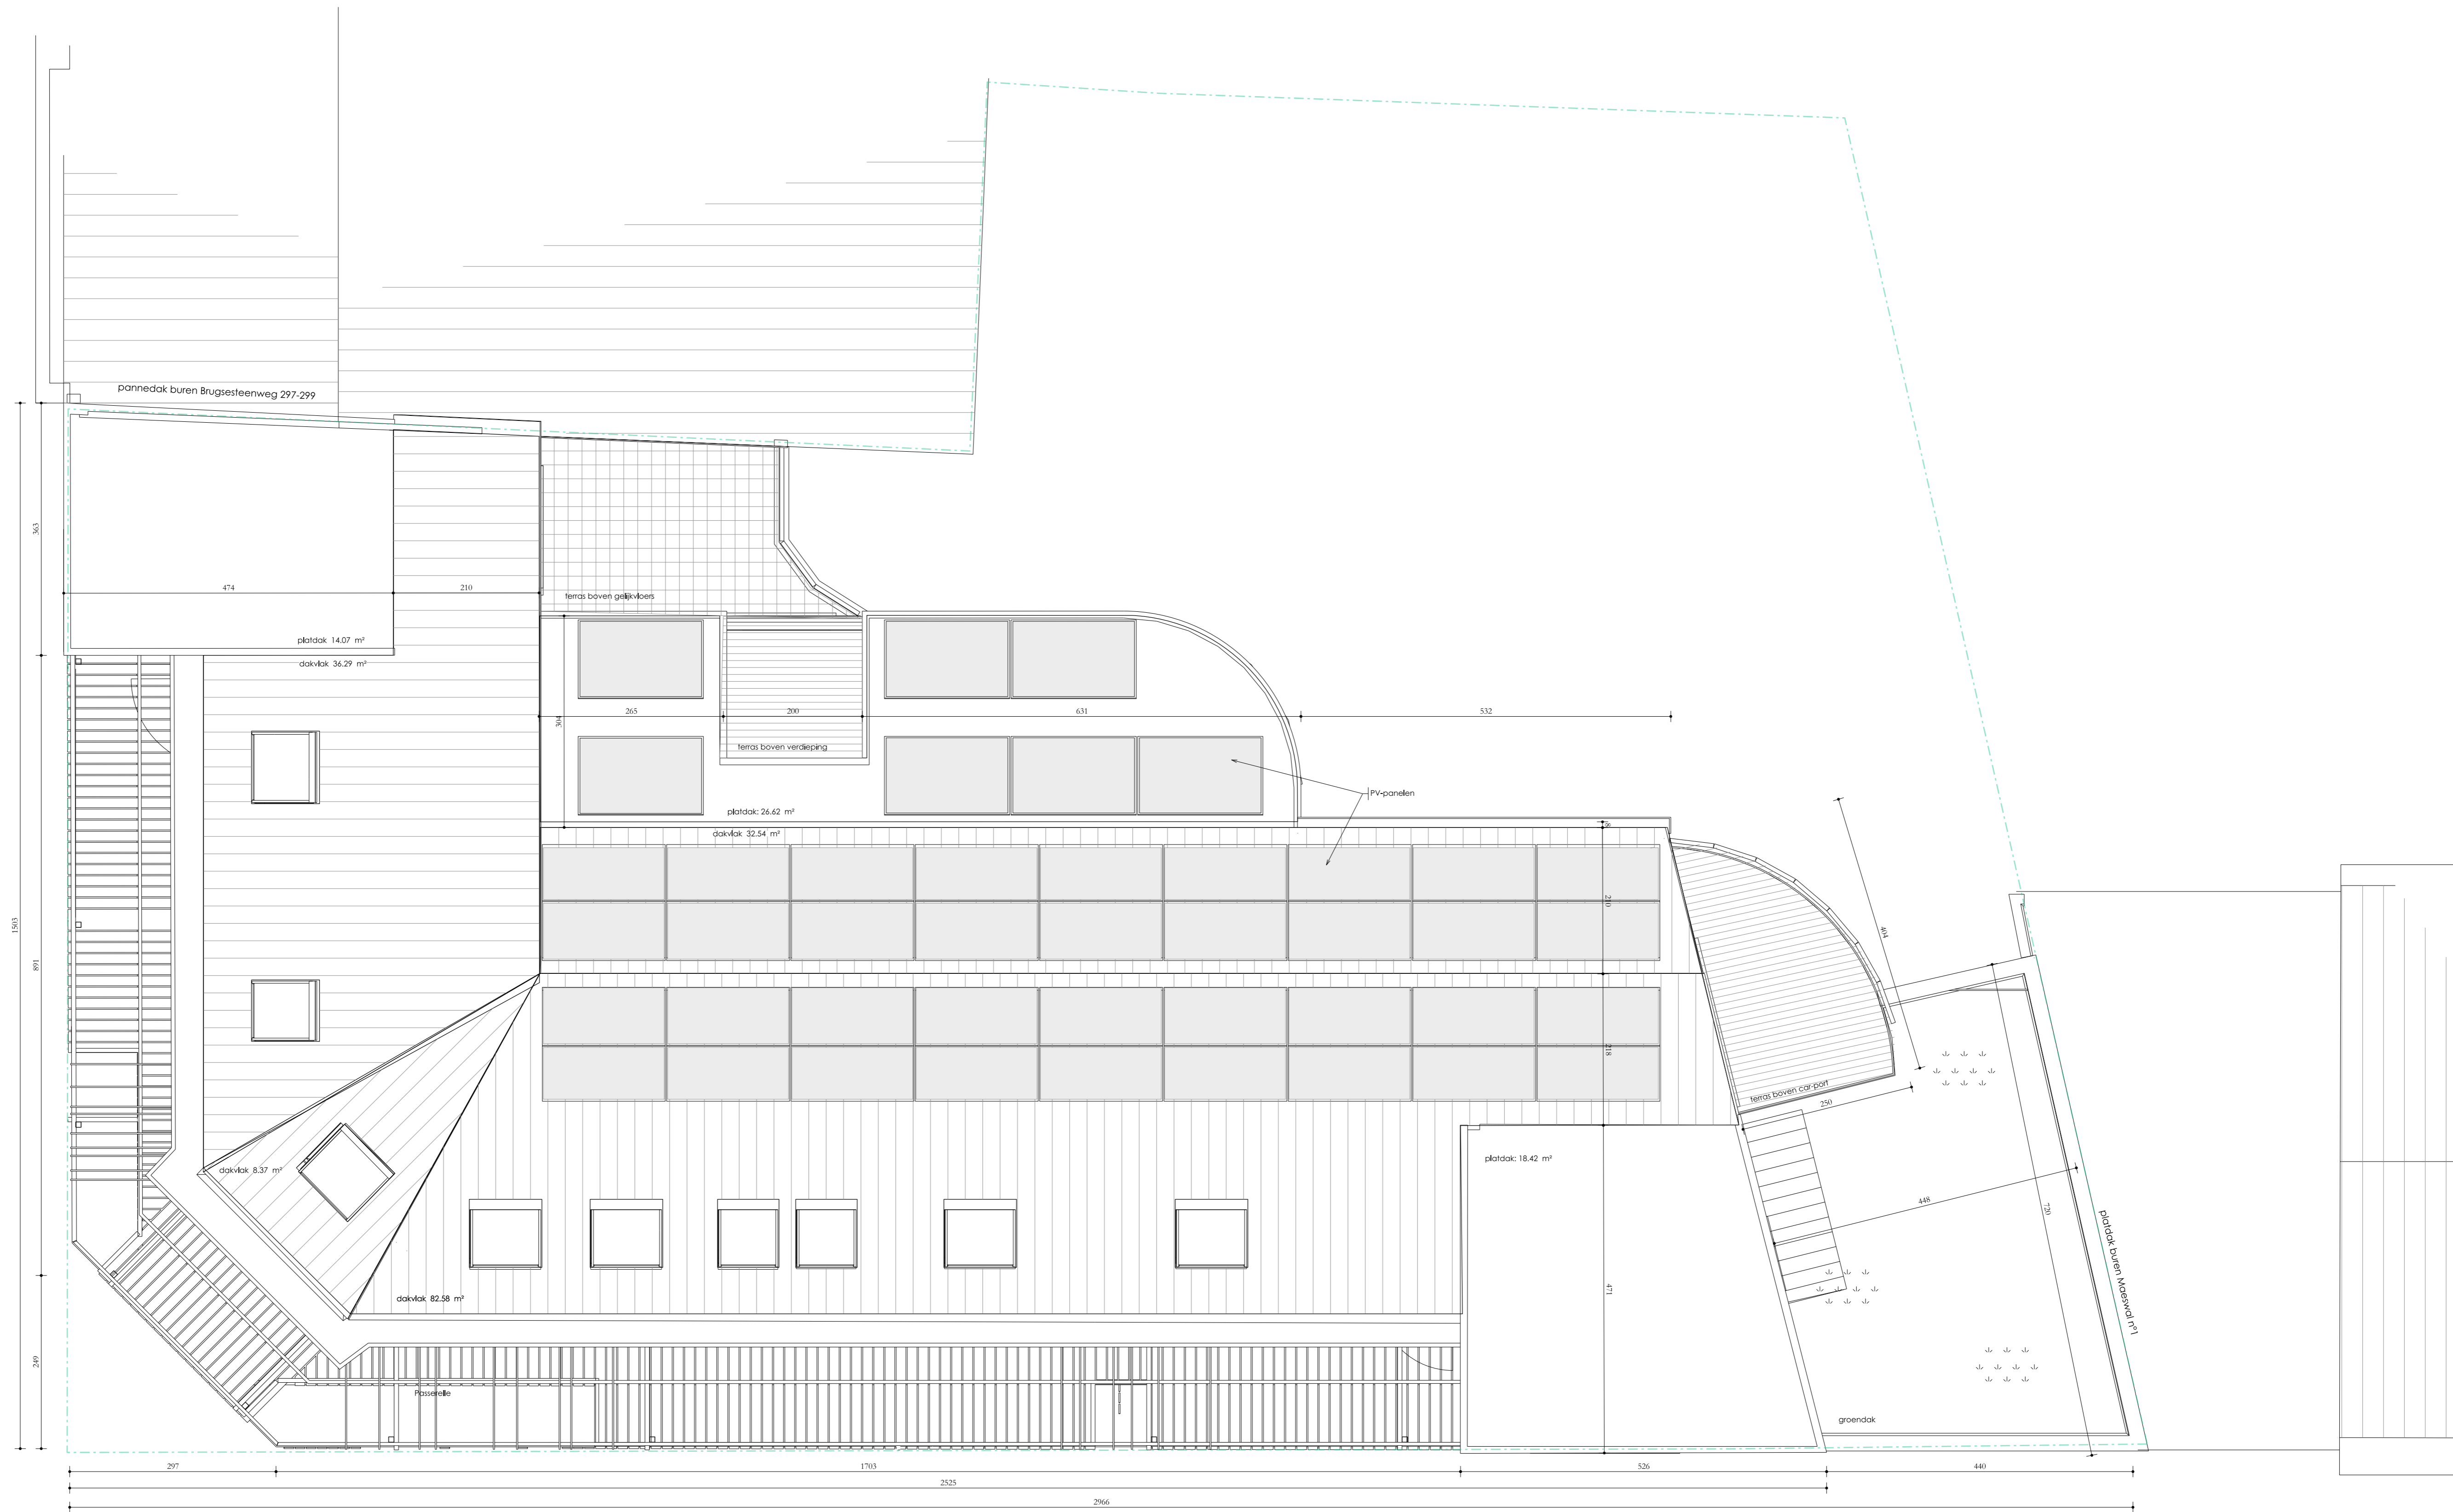 pannedak buren Brugsesteenweg 297-299
363
474
210
terras boven gelijkvloers
platdak 14.07 m²
dakvlak 36.29 m²
304
265
200
631
532
terras boven verdieping
PV-panelen
platdak: 26.62 m²
dakvlak 32.54 m²
8
1503
891
210
404
218
terras boven car-port
250
dakvlak 8.37 m²
platdak: 18.42 m²
448
720
platdak buren Maeswal n°1
dakvlak 82.58 m²
471
249
Passerelle
groendak
297
1703
526
440
2525
2966